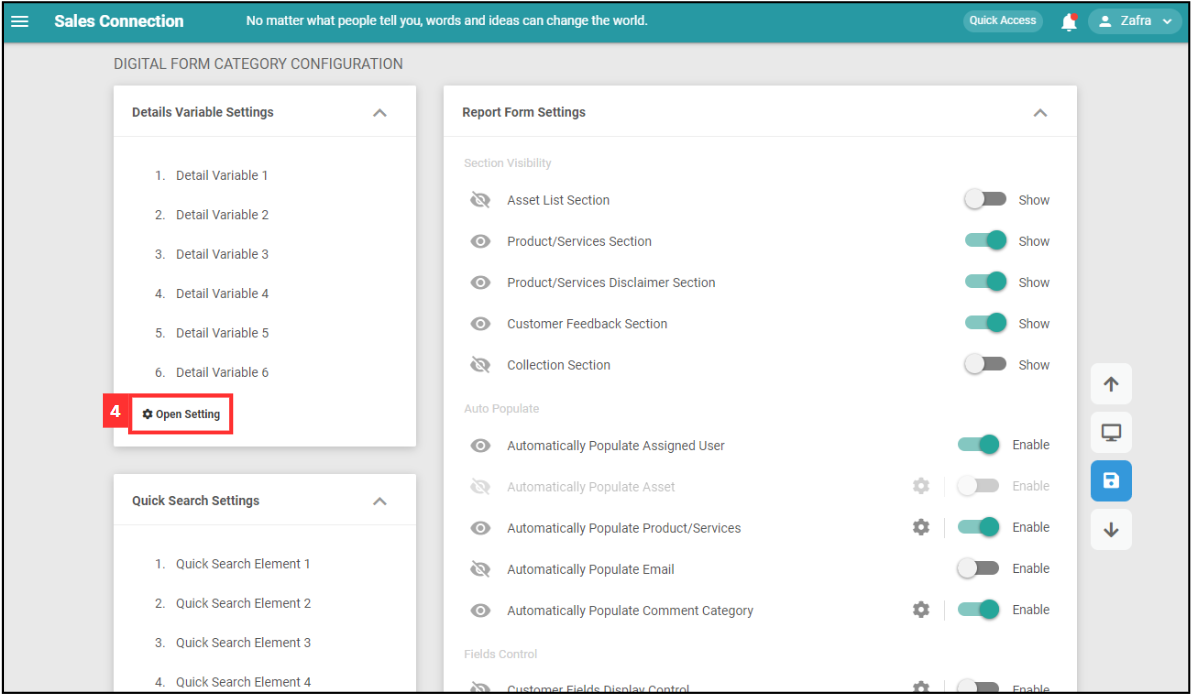 Sales Connection
No matter what people tell you, words and ideas can change the world.
Quick Access
Zafra
DIGITAL FORM CATEGORY CONFIGURATION
Details Variable Settings
1. Detail Variable 1
2. Detail Variable 2
3. Detail Variable 3
4. Detail Variable 4
5. Detail Variable 5
6. Detail Variable 6
4
Open Setting
Quick Search Settings
1. Quick Search Element 1
2. Quick Search Element 2
3. Quick Search Element 3
4. Quick Search Element 4
Report Form Settings
Section Visibility
Asset List Section Show
Product/Services Section Show
Product/Services Disclaimer Section Show
Customer Feedback Section Show
Collection Section Show
Auto Populate
Automatically Populate Assigned User Enable
Automatically Populate Asset Enable
Automatically Populate Product/Services Enable
Automatically Populate Email Enable
Automatically Populate Comment Category Enable
Fields Control
Customer Fields Display Control Enable